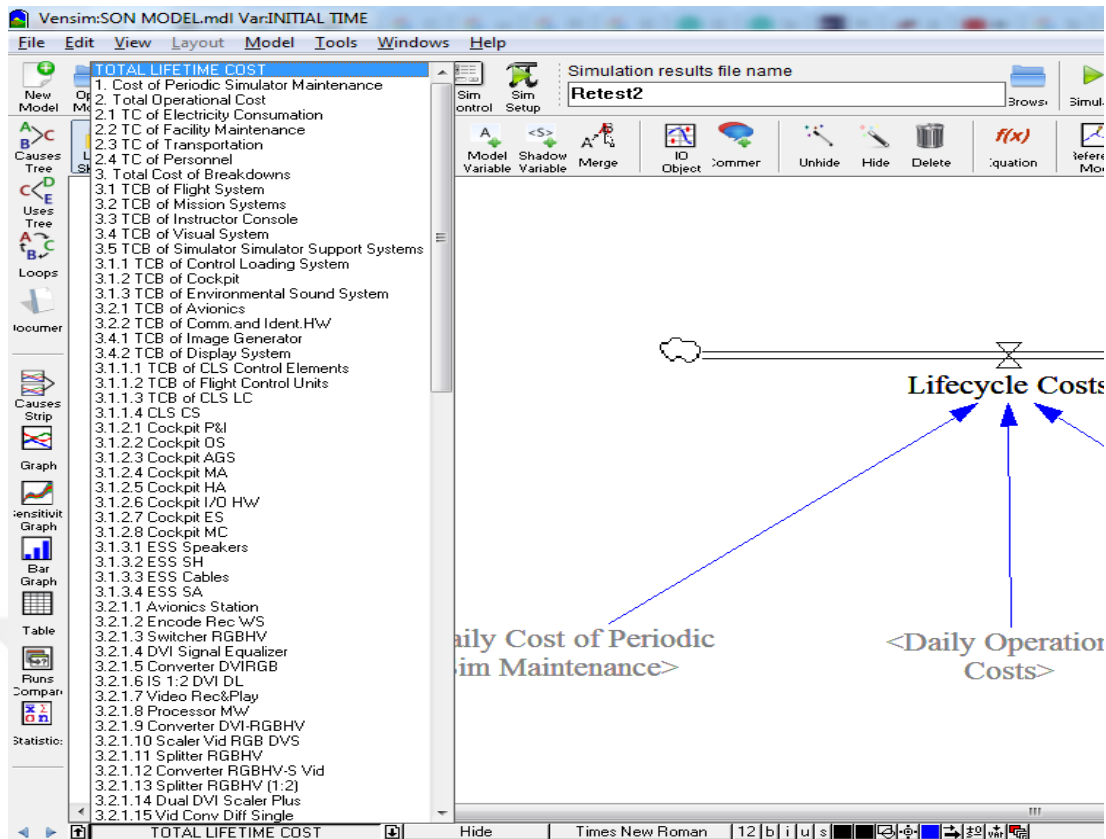 Vensim:SON MODEL.mdl Var:INITIAL TIME
File Edit View Layout Model Tools Windows Help
New Model
Sim Setup
Simulation results file name
Retest2
Causes Tree
Model Variable
Shadow Variable
Merge
IO Object
Unhide
Hide
Delete
Uses Tree
Loops
Causes Strip
Graph
Graph
Bar Graph
Table
Runs
TOTAL LIFETIME COST
1. Cost of Periodic Simulator Maintenance
2. Total Operational Cost
2.1 TC of Electricity Consumation
2.2 TC of Facility Maintenance
2.3 TC of Transportation
2.4 TC of Personnel
3. Total Cost of Breakdowns
3.1 TCB of Flight System
3.2 TCB of Mission Systems
3.3 TCB of Instructor Console
3.4 TCB of Visual System
3.5 TCB of Simulator Simulator Support Systems
3.1.1 TCB of Control Loading System
3.1.2 TCB of Cockpit
3.1.3 TCB of Environmental Sound System
3.2.1 TCB of Avionics
3.2.2 TCB of Comm.and Ident.HW
3.4.1 TCB of Image Generator
3.4.2 TCB of Display System
3.1.1.1 TCB of CLS Control Elements
3.1.1.2 TCB of Flight Control Units
3.1.1.3 TCB of CLS LC
3.1.1.4 CLS CS
3.1.2.1 Cockpit P&I
3.1.2.2 Cockpit OS
3.1.2.3 Cockpit AGS
3.1.2.4 Cockpit MA
3.1.2.5 Cockpit HA
3.1.2.6 Cockpit I/O HW
3.1.2.7 Cockpit ES
3.1.2.8 Cockpit MC
3.1.3.1 ESS Speakers
3.1.3.2 ESS SH
3.1.3.3 ESS Cables
3.1.3.4 ESS SA
3.2.1.1 Avionics Station
3.2.1.2 Encode Rec WS
3.2.1.3 Switcher RGBHV
3.2.1.4 DVI Signal Equalizer
3.2.1.5 Converter DVIRGB
3.2.1.6 IS 1:2 DVI DL
3.2.1.7 Video Rec&Play
3.2.1.8 Processor MW
3.2.1.9 Converter DVI-RGBHV
3.2.1.10 Scaler Vid RGB DVS
3.2.1.11 Splitter RGBHV
3.2.1.12 Converter RGBHV-S Vid
3.2.1.13 Splitter RGBHV (1:2)
3.2.1.14 Dual DVI Scaler Plus
3.2.1.15 Vid Conv Diff Single
Lifecycle Costs
aily Cost of Periodic
Sim Maintenance>
<Daily Operation
Costs>
TOTAL LIFETIME COST Hide Times New Roman 12 b i u s